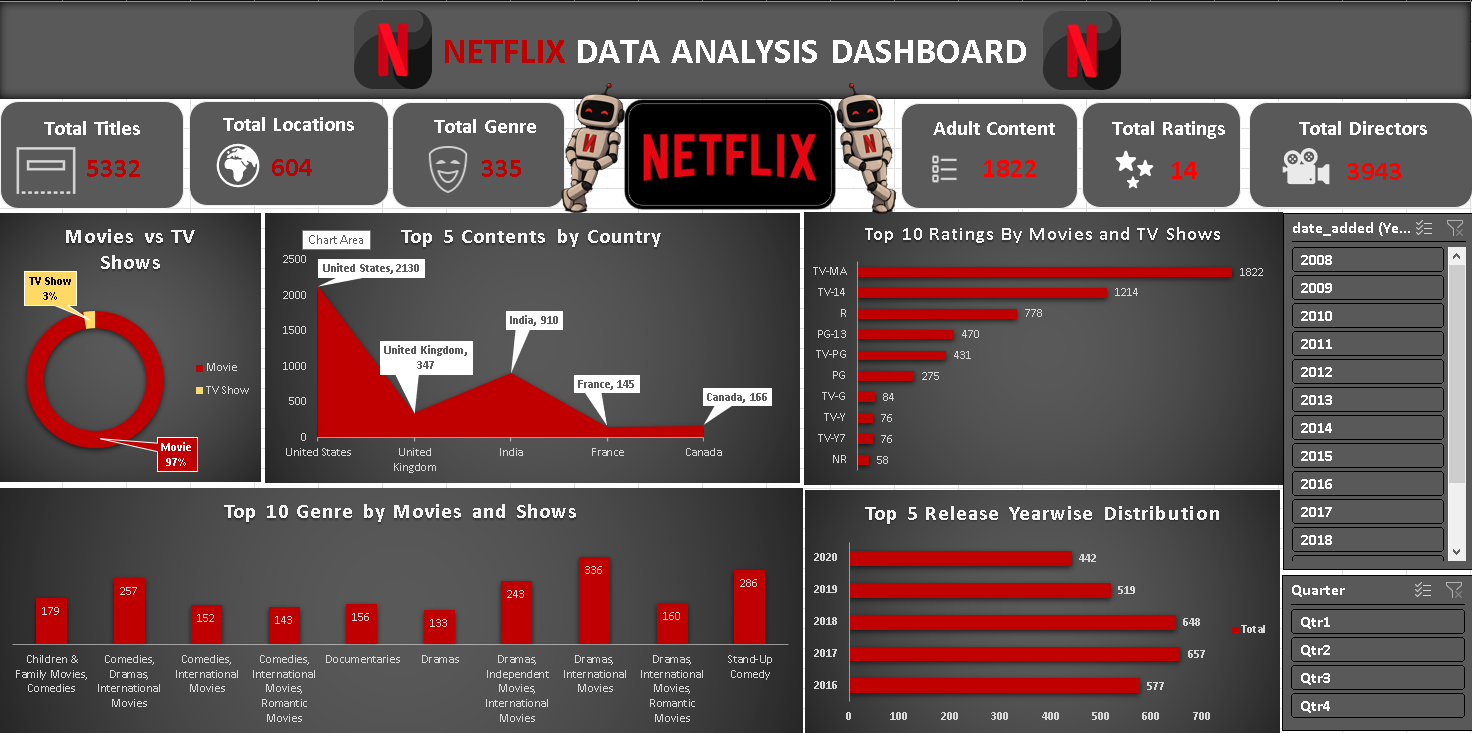 NETFLIX DATA ANALYSIS DASHBOARD
N
N
Total Titles
5332
Total Locations
604
Total Genre
335
N
NETFLIX
N
Adult Content
1822
Total Ratings
14
Total Directors
3943
Movies vs TV
Shows
TV Show
3%
Movie
TV Show
Movie
97%
Chart Area
Top 5 Contents by Country
2500
2000
1500
1000
500
0
United States, 2130
United Kingdom,
347
India, 910
France, 145
Canada, 166
United States
United
Kingdom
India
France
Canada
Top 10 Ratings By Movies and TV Shows
TV-MA 1822
TV-14 1214
R 778
PG-13 470
TV-PG 431
PG 275
TV-G 84
TV-Y 76
TV-Y7 76
NR 58
date_added (Ye...
2008
2009
2010
2011
2012
2013
2014
2015
2016
2017
2018
Top 10 Genre by Movies and Shows
179
257
152
143
156
133
243
336
160
286
Children &
Family Movies,
Comedies
Comedies,
Dramas,
International
Movies
Comedies,
International
Movies
Comedies,
International
Movies,
Romantic
Movies
Documentaries
Dramas
Dramas,
Independent
Movies,
International
Movies
Dramas,
International
Movies
Dramas,
International
Movies,
Romantic
Movies
Stand-Up
Comedy
Top 5 Release Yearwise Distribution
2020 442
2019 519
2018 648
2017 657
2016 577
0 100 200 300 400 500 600 700
Total
Quarter
Qtr1
Qtr2
Qtr3
Qtr4